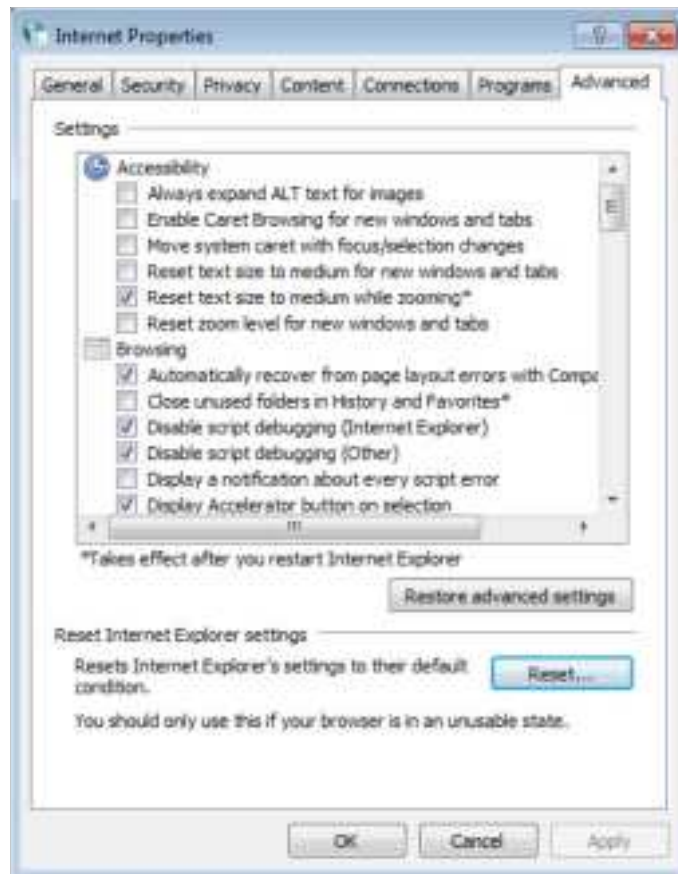 Internet Properties
General Security Privacy Content Connections Programs Advanced
Settings
Accessibility
Always expand ALT text for images
Enable Caret Browsing for new windows and tabs
Move system caret with focus/selection changes
Reset text size to medium for new windows and tabs
Reset text size to medium while zooming*
Reset zoom level for new windows and tabs
Browsing
Automatically recover from page layout errors with Compa
Close unused folders in History and Favorites*
Disable script debugging (Internet Explorer)
Disable script debugging (Other)
Display a notification about every script error
Display Accelerator button on selection
*Takes effect after you restart Internet Explorer
Restore advanced settings
Reset Internet Explorer settings
Resets Internet Explorer's settings to their default
condition.
Reset...
You should only use this if your browser is in an unusable state.
OK Cancel Apply